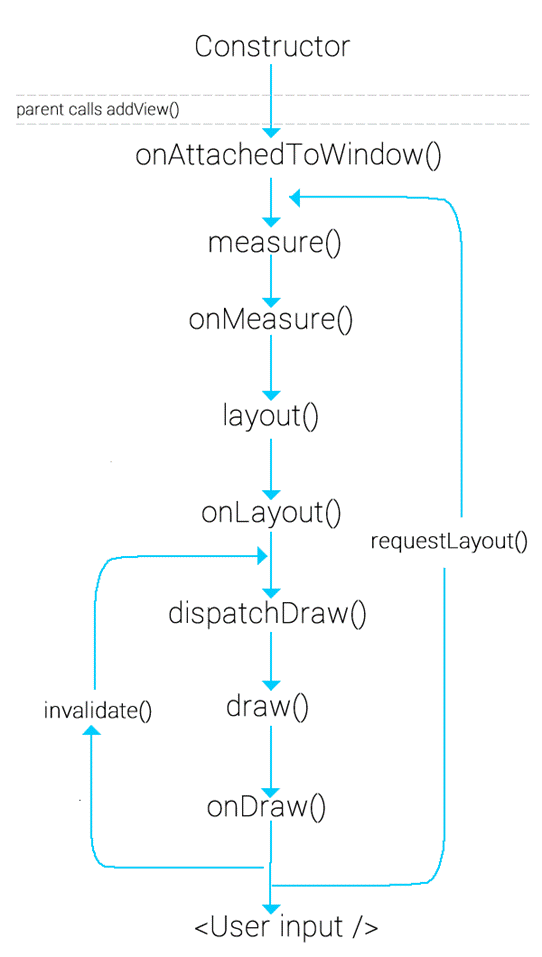 Constructor
parent calls addView()
onAttachedToWindow()
measure()
onMeasure()
layout()
onLayout()
requestLayout()
dispatchDraw()
draw()
invalidate()
onDraw()
<User input />